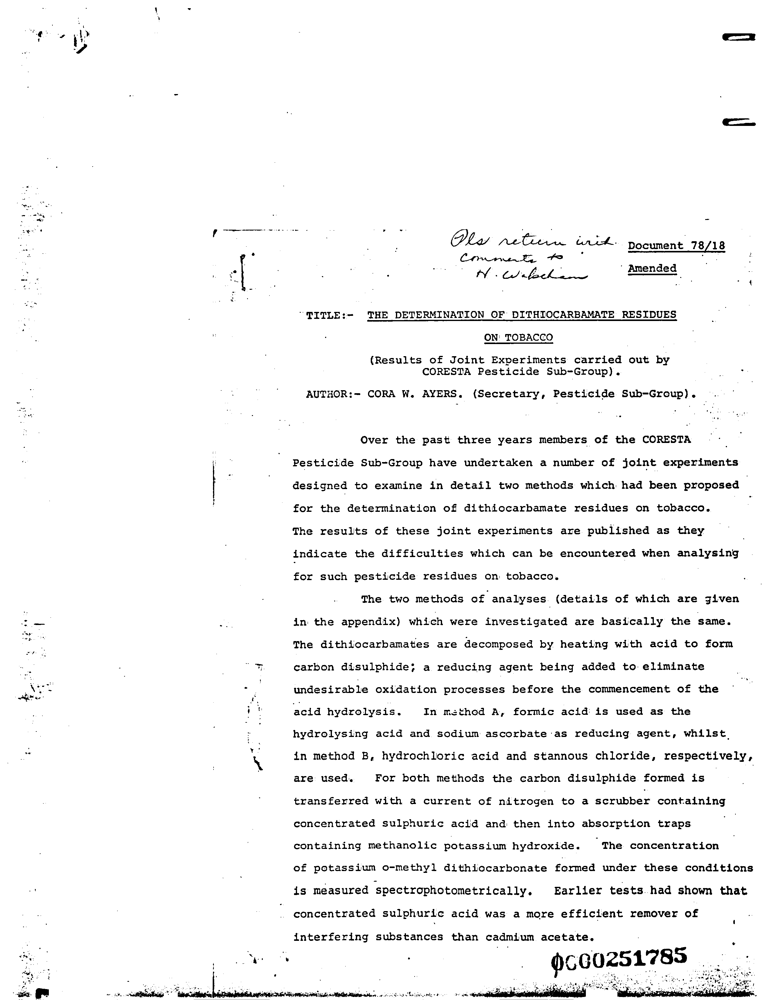 Pls return with Document 78/18
comments to
Amended
TITLE:- THE DETERMINATION OF DITHIOCARBAMATE RESIDUES
ON TOBACCO
(Results of Joint Experiments carried out by
CORESTA Pesticide Sub-Group).
AUTHOR:- CORA W. AYERS. (Secretary, Pesticide Sub-Group).
Over the past three years members of the CORESTA
Pesticide Sub-Group have undertaken a number of joint experiments
designed to examine in detail two methods which had been proposed
for the determination of dithiocarbamate residues on tobacco.
The results of these joint experiments are published as they
indicate the difficulties which can be encountered when analysing
for such pesticide residues on tobacco.
The two methods of analyses (details of which are given
in the appendix) which were investigated are basically the same.
The dithiocarbamates are decomposed by heating with acid to form
carbon disulphide; a reducing agent being added to eliminate
undesirable oxidation processes before the commencement of the
acid hydrolysis. In method A, formic acid is used as the
hydrolysing acid and sodium ascorbate as reducing agent, whilst
in method B, hydrochloric acid and stannous chloride, respectively,
are used. For both methods the carbon disulphide formed is
transferred with a current of nitrogen to a scrubber containing
concentrated sulphuric acid and then into absorption traps
containing methanolic potassium hydroxide. The concentration
of potassium o-methyl dithiocarbonate formed under these conditions
is measured spectrophotometrically. Earlier tests had shown that
concentrated sulphuric acid was a more efficient remover of
interfering substances than cadmium acetate.